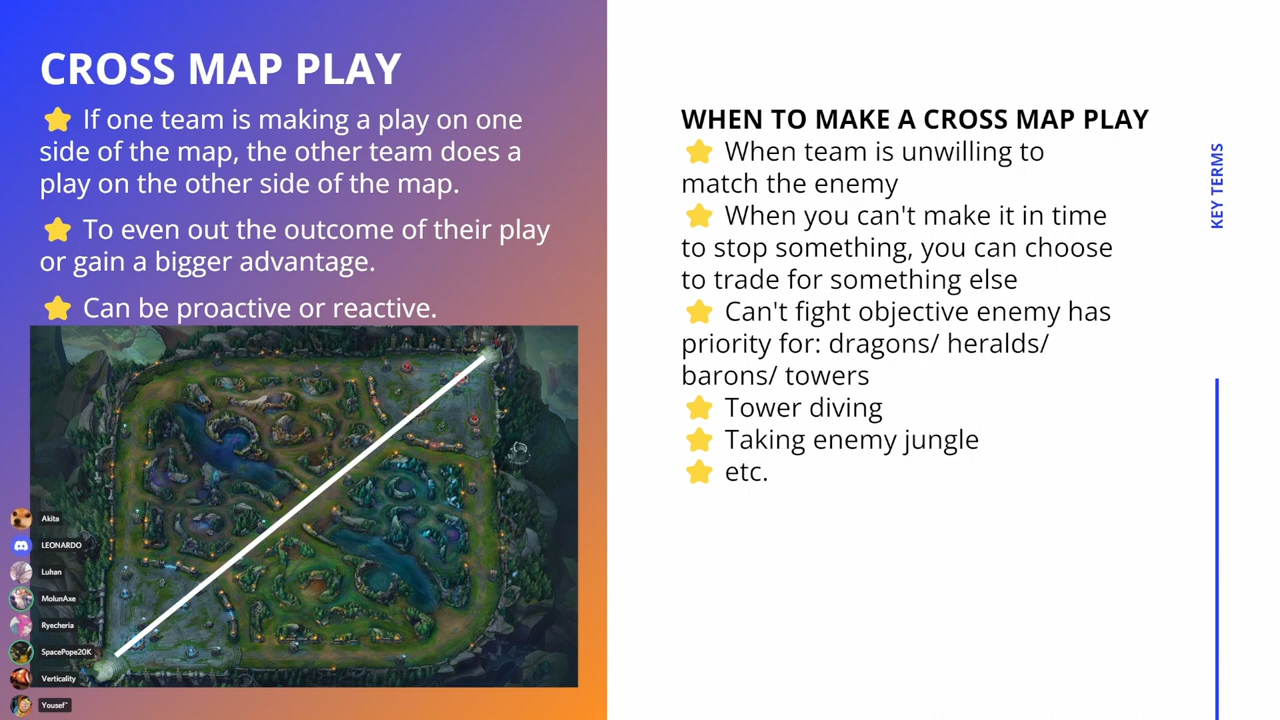 CROSS MAP PLAY
If one team is making a play on one
side of the map, the other team does a
play on the other side of the map.
To even out the outcome of their play
or gain a bigger advantage.
Can be proactive or reactive.
Akita
LEONARDO
Luhan
MolunAxe
Ryecheria
SpacePope20K
Verticality
Yousef"
WHEN TO MAKE A CROSS MAP PLAY
When team is unwilling to
match the enemy
When you can't make it in time
to stop something, you can choose
to trade for something else
Can't fight objective enemy has
priority for: dragons/ heralds/
barons/ towers
Tower diving
Taking enemy jungle
etc.
KEY TERMS